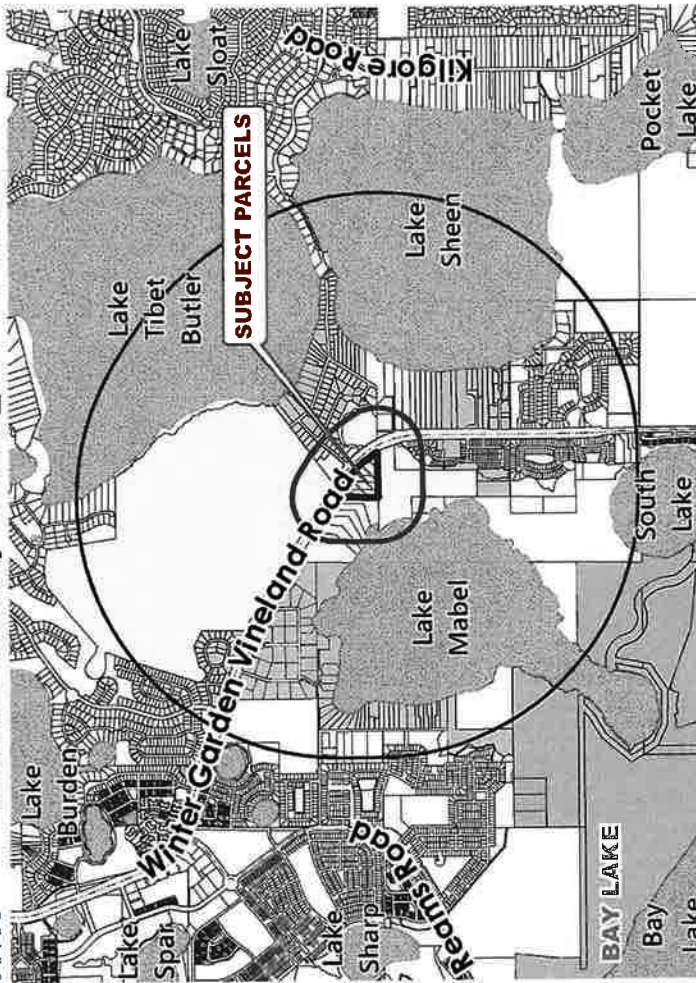 Lake
Sloat
Kilgore Road
Pocket
Lake
SUBJECT PARCELS
Lake
Tibet
Butler
Lake
Sheen
Winter Garden Vineland Road
South
Lake
Lake
Mabel
Lake
Burden
Reams Road
Lake
Spar
Lake
Sharp
BAY LAKE
Bay
Lake